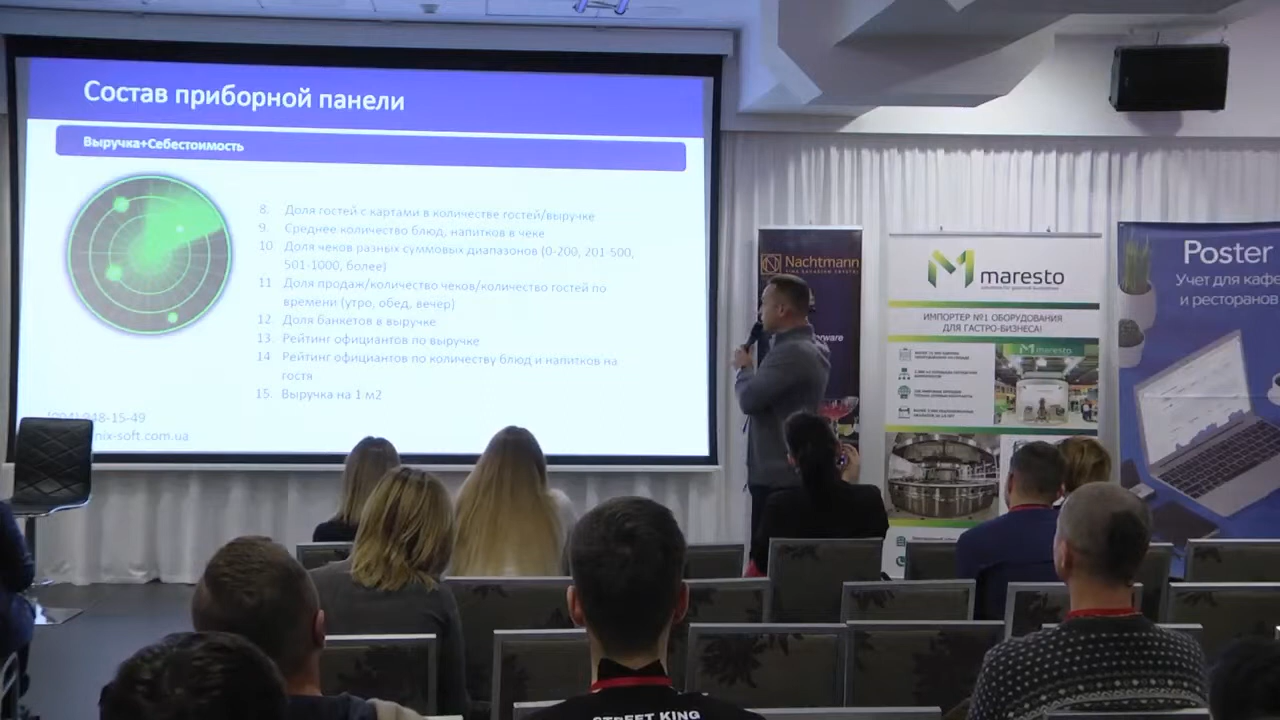 Состав приборной панели
Выручка+Себестоимость
8. Доля гостей с картами в количестве гостей/выручке
9. Среднее количество блюд, напитков в чеке
10. Доля чеков разных суммовых диапазонов (0-200, 201-500,
501-1000, более)
11. Доля продаж/количество чеков/количество гостей по
времени (утро, обед, вечер)
12. Доля банкетов в выручке
13. Рейтинг официантов по выручке
14. Рейтинг официантов по количеству блюд и напитков на
гостя
15. Выручка на 1 м2
948-15-49
nix-soft.com.ua
Nachtmann
maresto
ИМПОРТЕР №1 ОБОРУДОВАНИЯ
ДЛЯ ГАСТРО-БИЗНЕСА!
maresto
Poster
Учет для кафе
и ресторанов
STREET KING